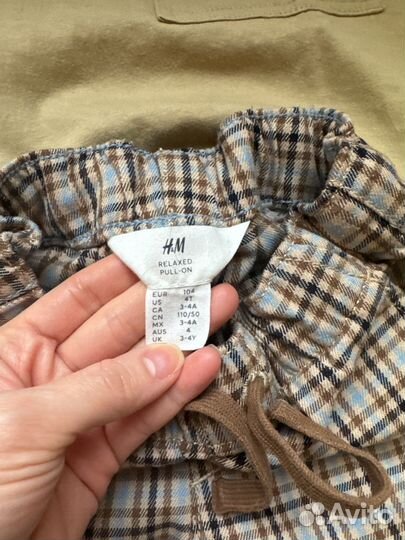 H&M
RELAXED
PULL-ON
EUR 104
US 4T
CA 3-4A
CN 110/50
MX 3-4A
AUS 4
UK 3-4Y
Avito